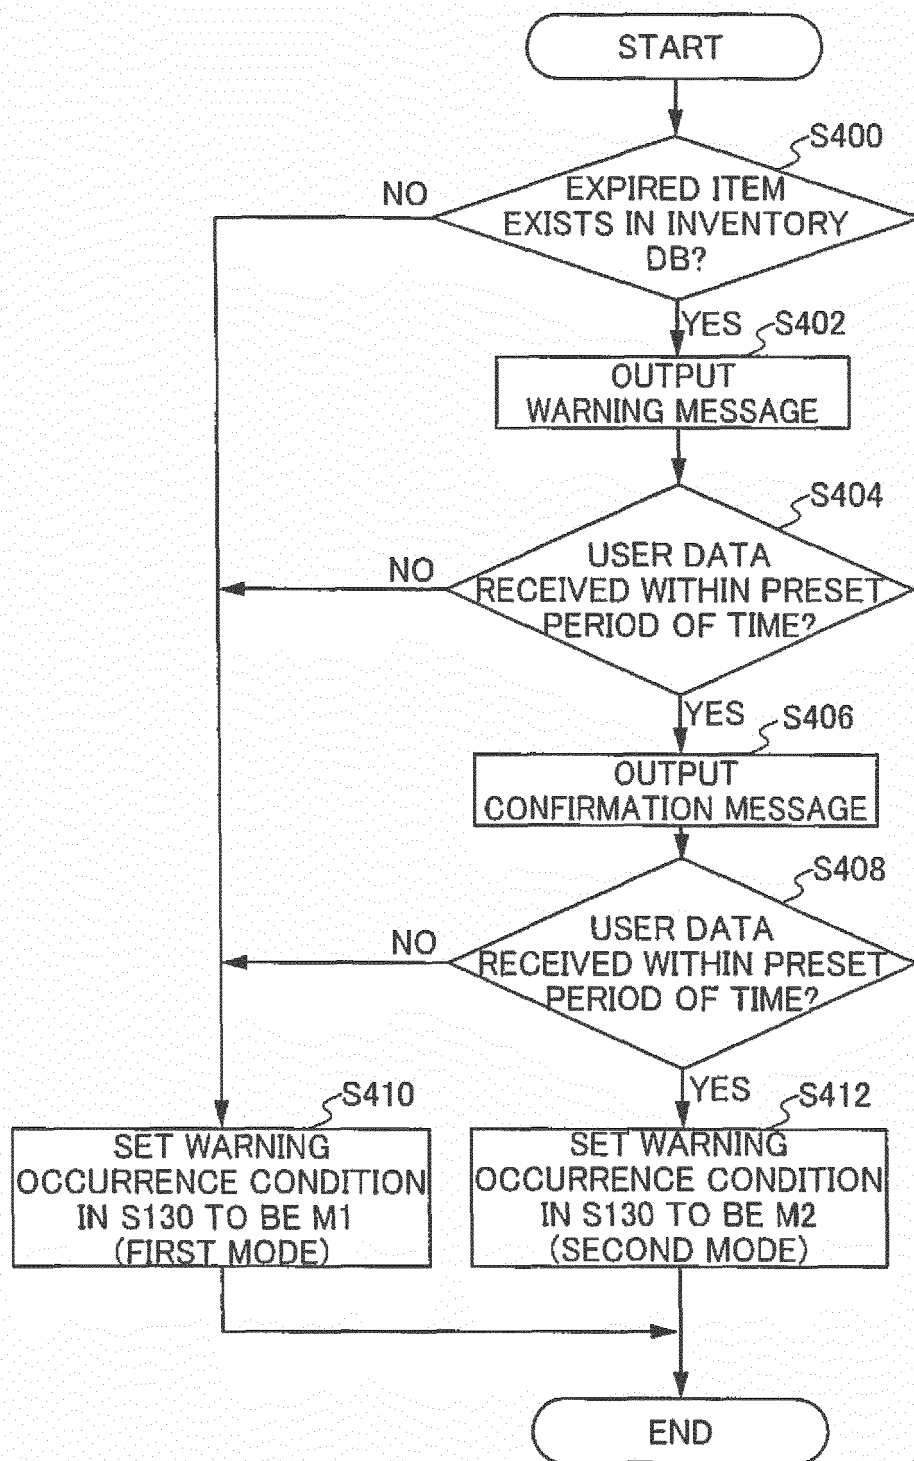 START
S400
NO
EXPIRED ITEM
EXISTS IN INVENTORY
DB?
YES
S402
OUTPUT
WARNING MESSAGE
S404
NO
USER DATA
RECEIVED WITHIN PRESET
PERIOD OF TIME?
YES
S406
OUTPUT
CONFIRMATION MESSAGE
S408
NO
USER DATA
RECEIVED WITHIN PRESET
PERIOD OF TIME?
YES
S410
SET WARNING
OCCURRENCE CONDITION
IN S130 TO BE M1
(FIRST MODE)
S412
SET WARNING
OCCURRENCE CONDITION
IN S130 TO BE M2
(SECOND MODE)
END